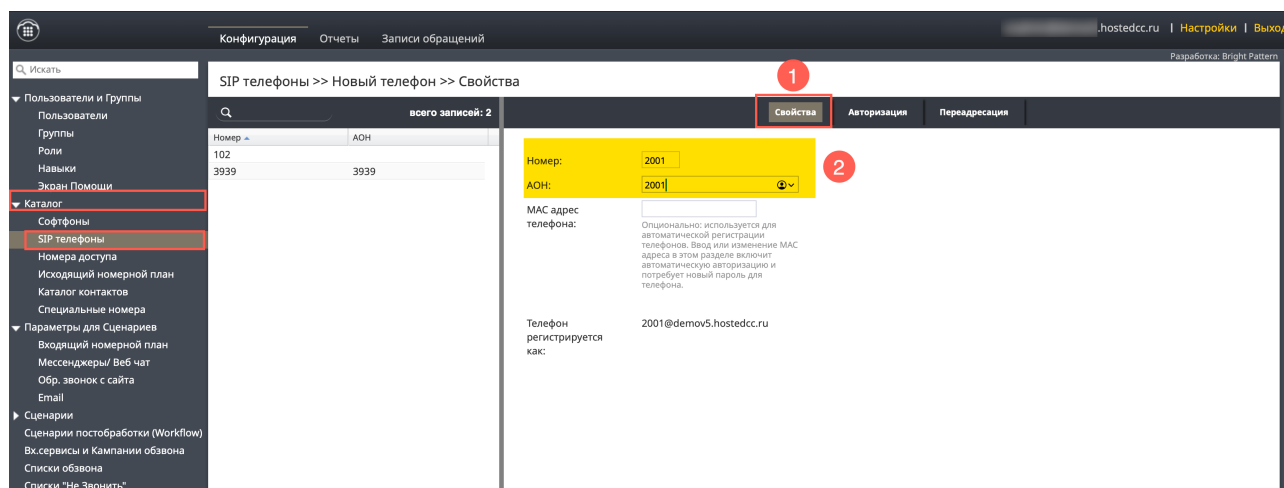 .hostedcc.ru | Настройки | Выход
Конфигурация Отчеты Записи обращений
Разработка: Bright Pattern
Искать
SIP телефоны >> Новый телефон >> Свойства
1
Пользователи и Группы
Пользователи
Группы
Роли
Навыки
Экран Помощи
Каталог
Софтфоны
SIP телефоны
Номера доступа
Исходящий номерной план
Каталог контактов
Специальные номера
Параметры для Сценариев
Входящий номерной план
Мессенджеры/ Веб чат
Обр. звонок с сайта
Email
Сценарии
Сценарии постобработки (Workflow)
Вх.сервисы и Кампании обзвона
Списки обзвона
Списки "Не Звонить"
всего записей: 2
Номер АОН
102
3939 3939
Свойства Авторизация Переадресация
Номер: 2001
2
АОН: 2001
MAC адрес
телефона:
Опционально: используется для
автоматической регистрации
телефонов. Ввод или изменение MAC
адреса в этом разделе включит
автоматическую авторизацию и
потребует новый пароль для
телефона.
Телефон
регистрируется
как:
2001@demov5.hostedcc.ru